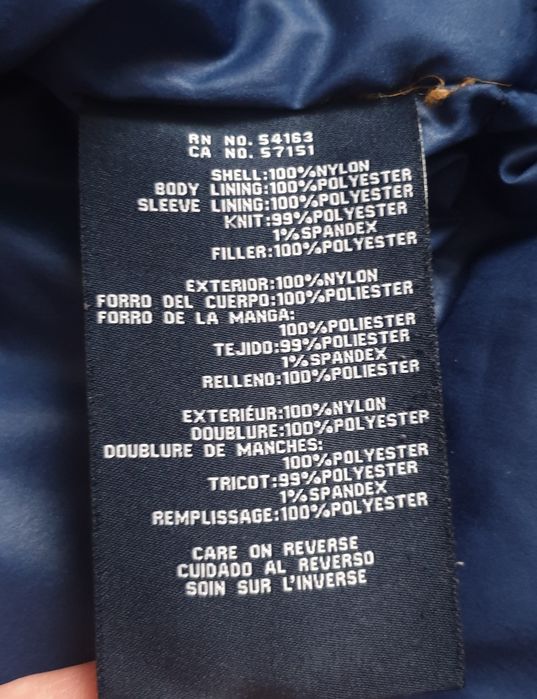 RN NO. 54163
CA NO. 57151
SHELL:100%NYLON
BODY LINING:100%POLYESTER
SLEEVE LINING:100%POLYESTER
KNIT:99%POLYESTER
1%SPANDEX
FILLER:100%POLYESTER
EXTERIOR:100%NYLON
FORRO DEL CUERPO:100%POLIESTER
FORRO DE LA MANGA:
100%POLIESTER
TEJIDO:99%POLIESTER
1%SPANDEX
RELLENO:100%POLIESTER
EXTERIÉUR:100%NYLON
DOUBLURE:100%POLYESTER
DOUBLURE DE MANCHES:
100%POLYESTER
TRICOT:99%POLYESTER
1%SPANDEX
REMPLISSAGE:100%POLYESTER
CARE ON REVERSE
CUIDADO AL REVERSO
SOIN SUR L'INVERSE